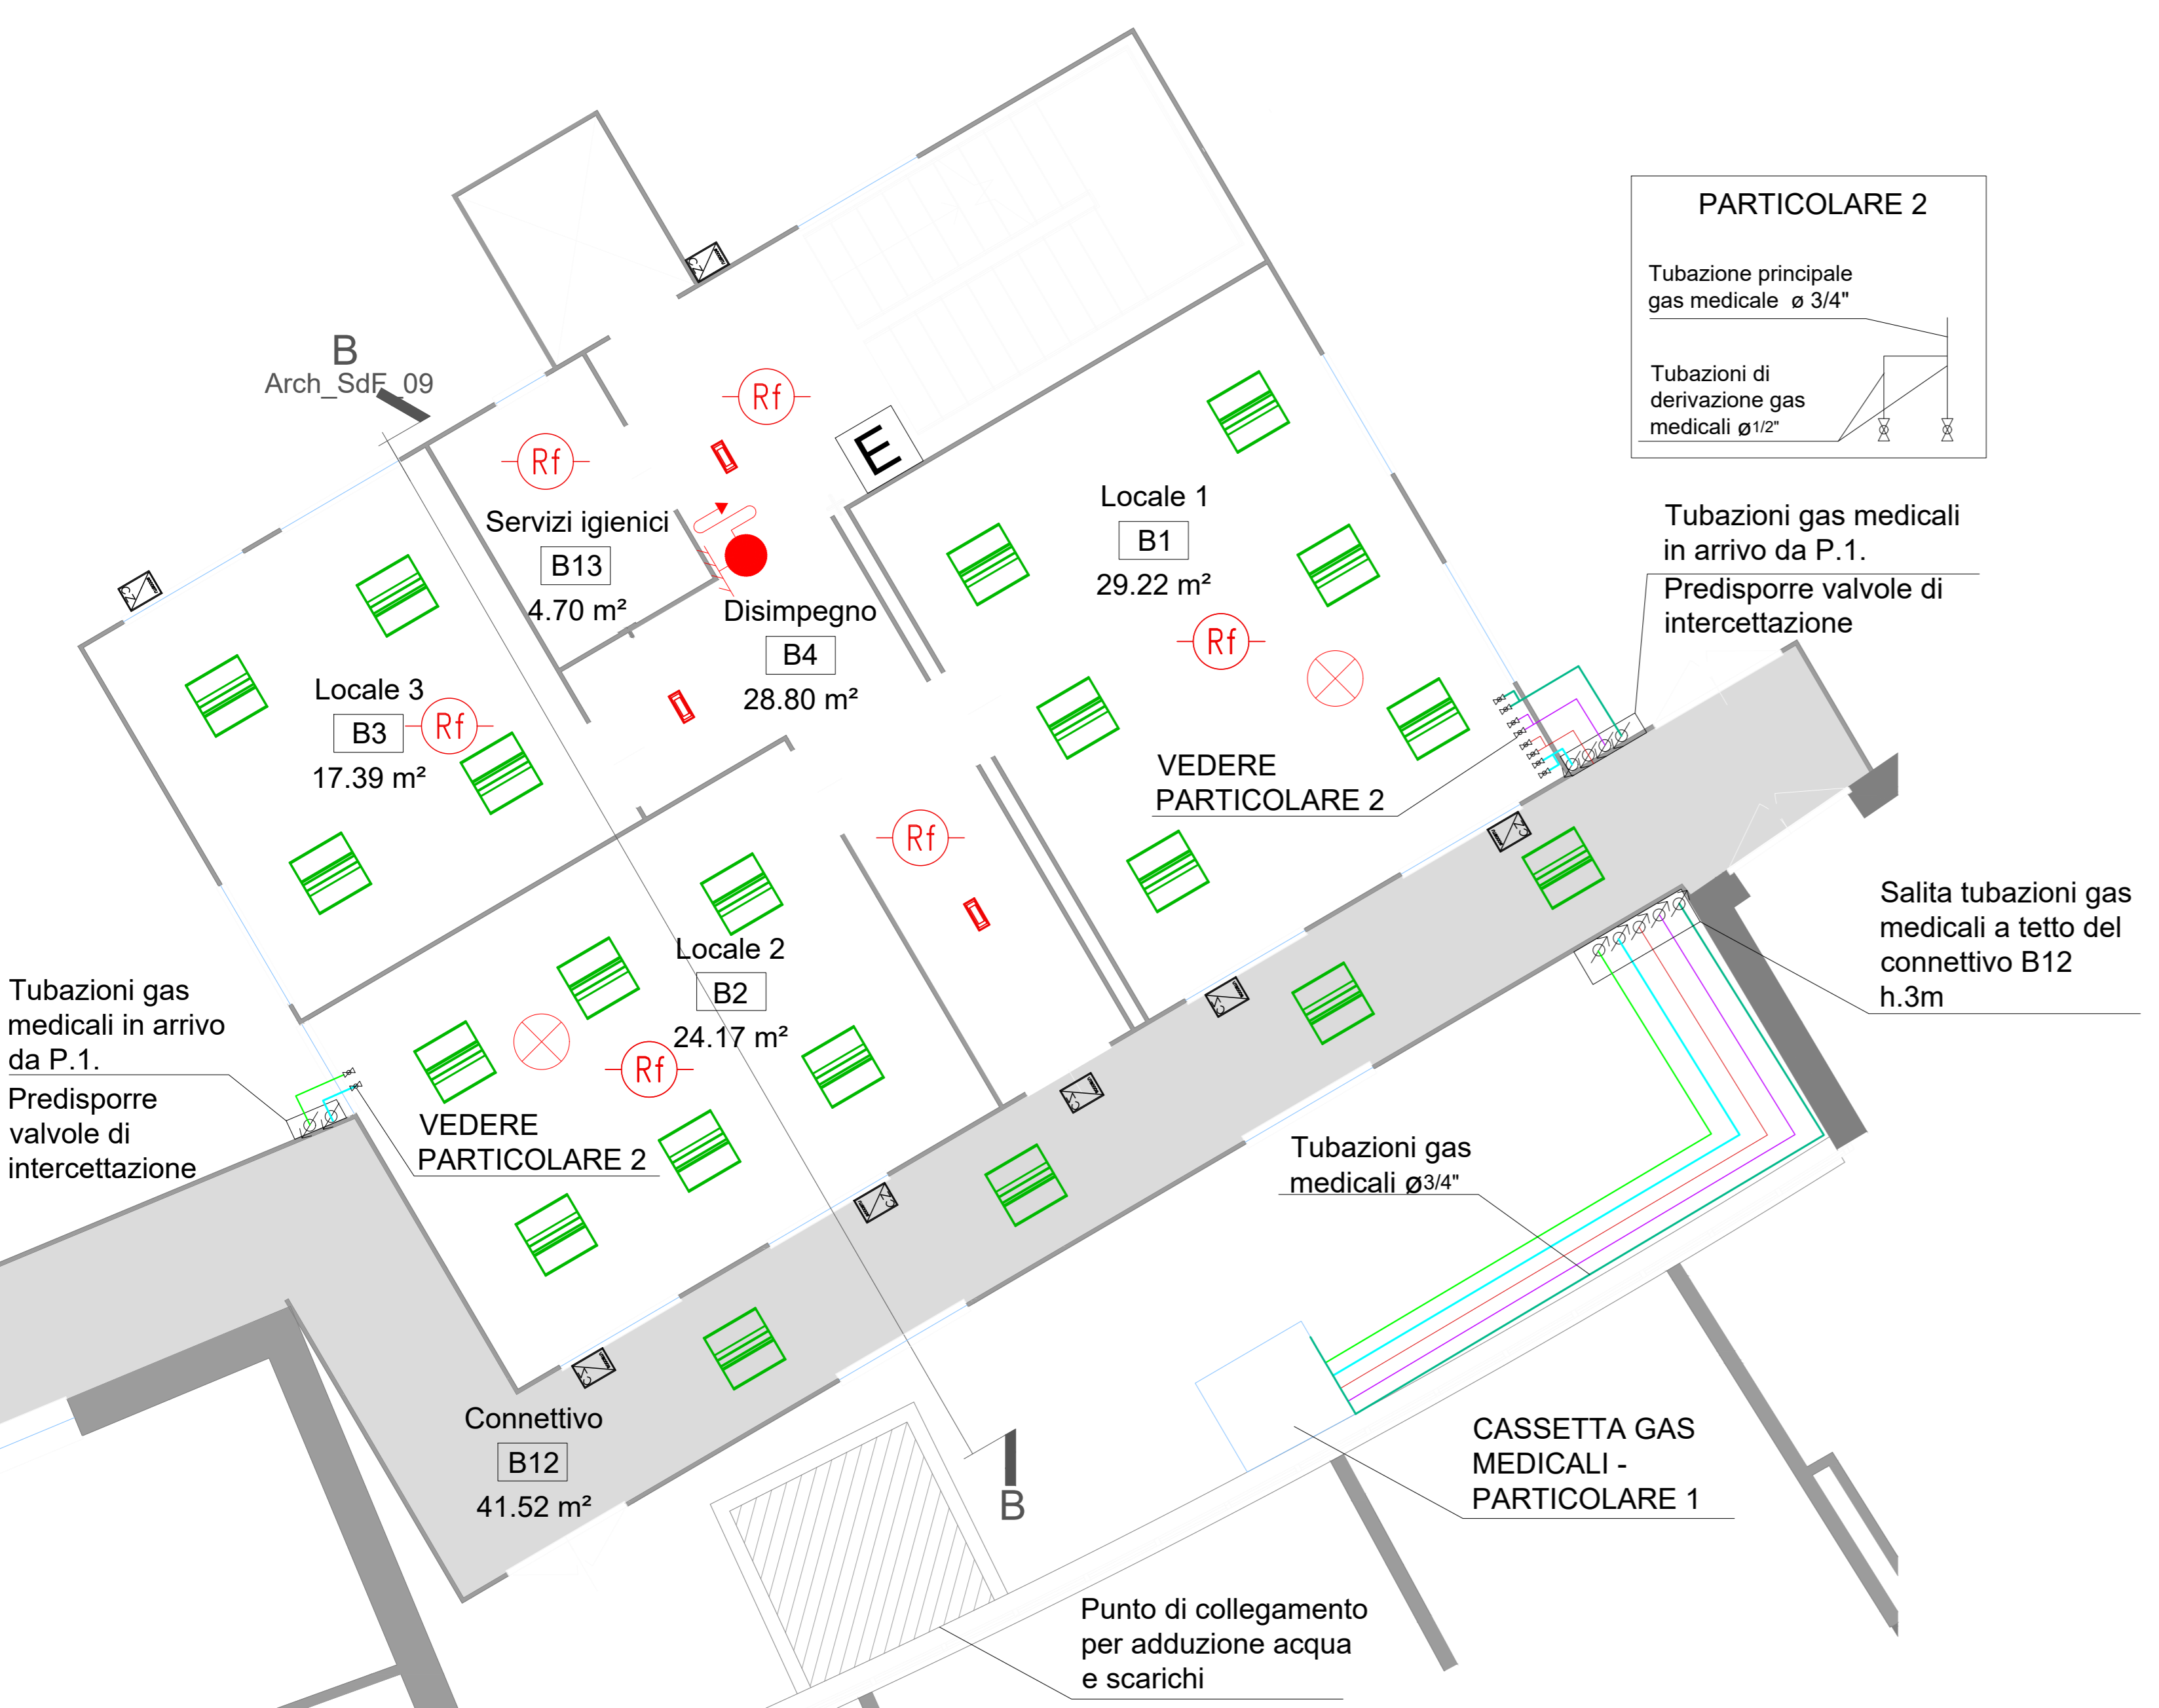 PARTICOLARE 2
Tubazione principale
gas medicale ø 3/4"
Tubazioni di
derivazione gas
medicali ø1/2"
B
Arch_SdF_09
Rf
Rf
E
Servizi igienici
B13
4.70 m²
Locale 1
B1
29.22 m²
Rf
Tubazioni gas medicali
in arrivo da P.1.
Predisporre valvole di
intercettazione
Disimpegno
B4
28.80 m²
Locale 3
B3
17.39 m²
Rf
VEDERE
PARTICOLARE 2
Rf
Locale 2
B2
24.17 m²
Rf
Salita tubazioni gas
medicali a tetto del
connettivo B12
h.3m
Tubazioni gas
medicali in arrivo
da P.1.
Predisporre
valvole di
intercettazione
VEDERE
PARTICOLARE 2
Tubazioni gas
medicali ø3/4"
Connettivo
B12
41.52 m²
B
CASSETTA GAS
MEDICALI -
PARTICOLARE 1
Punto di collegamento
per adduzione acqua
e scarichi